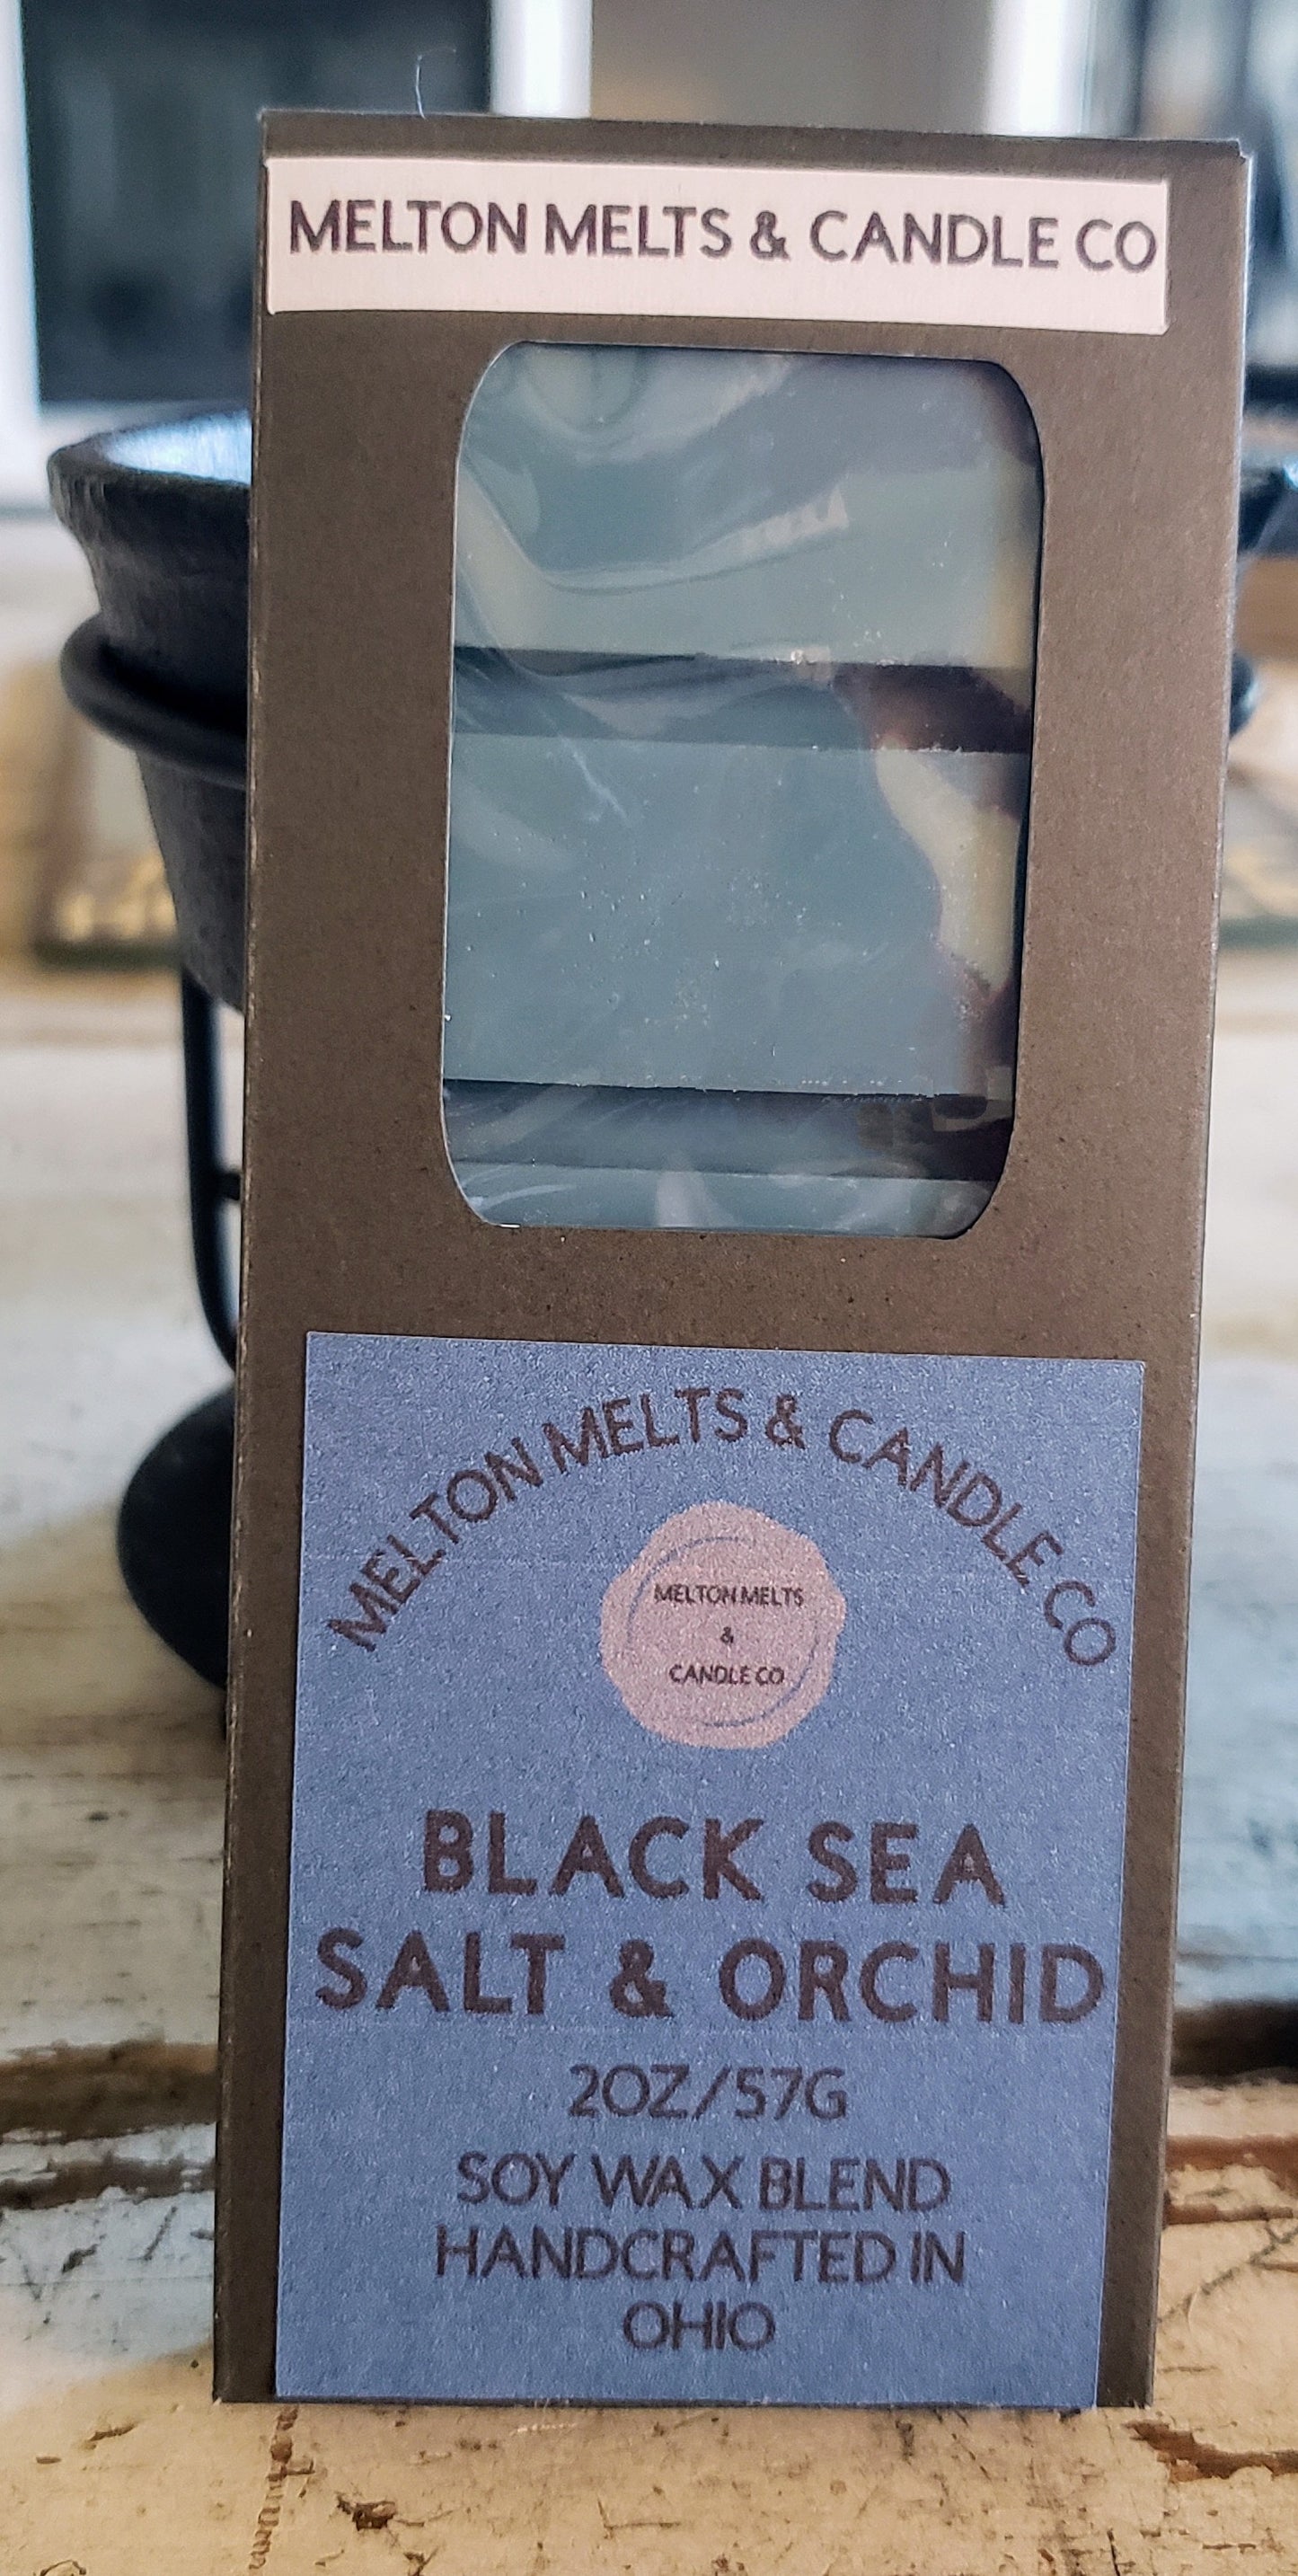 MELTON MELTS & CANDLE CO
MELTON MELTS & CANDLE CO
MELTON MELTS
&
CANDLE CO
BLACK SEA
SALT & ORCHID
2OZ/57G
SOY WAX BLEND
HANDCRAFTED IN
OHIO